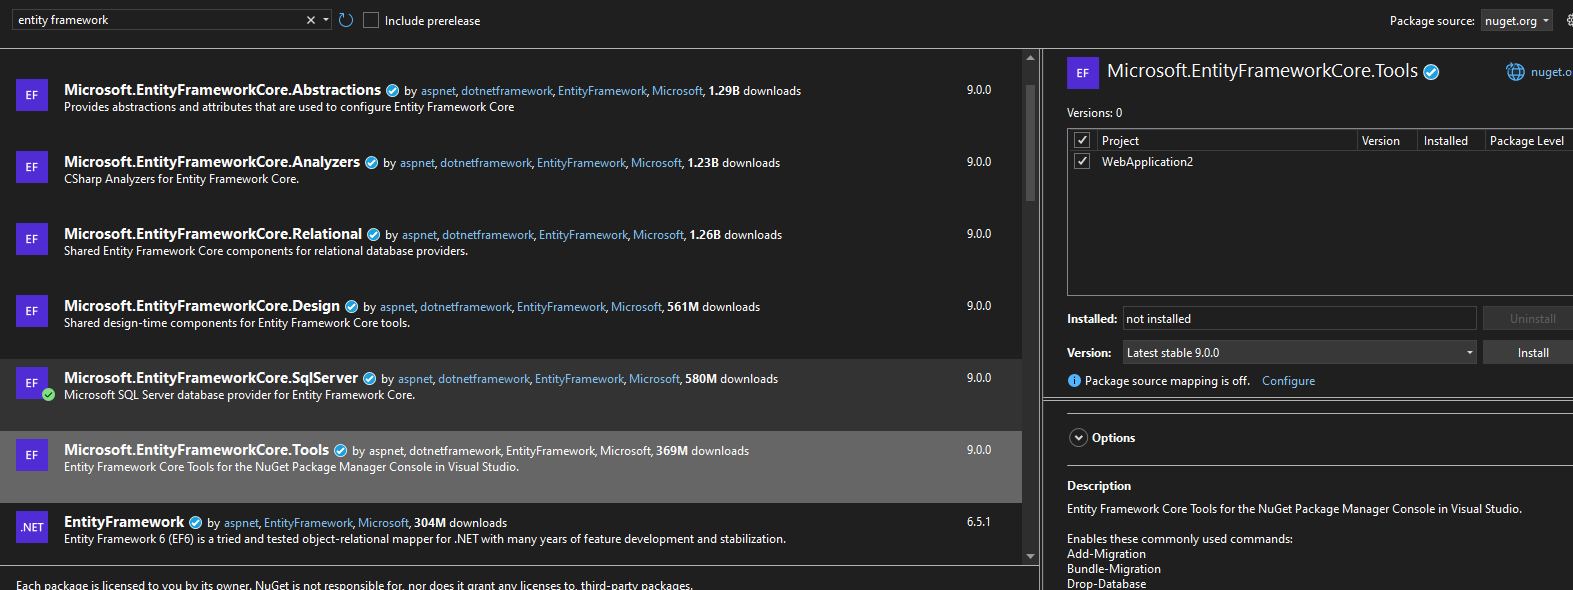 entity framework
Include prerelease
Package source: nuget.org
EF Microsoft.EntityFrameworkCore.Abstractions by aspnet, dotnetframework, EntityFramework, Microsoft, 1.29B downloads 9.0.0
Provides abstractions and attributes that are used to configure Entity Framework Core
EF Microsoft.EntityFrameworkCore.Analyzers by aspnet, dotnetframework, EntityFramework, Microsoft, 1.23B downloads 9.0.0
CSharp Analyzers for Entity Framework Core.
EF Microsoft.EntityFrameworkCore.Relational by aspnet, dotnetframework, EntityFramework, Microsoft, 1.26B downloads 9.0.0
Shared Entity Framework Core components for relational database providers.
EF Microsoft.EntityFrameworkCore.Design by aspnet, dotnetframework, EntityFramework, Microsoft, 561M downloads 9.0.0
Shared design-time components for Entity Framework Core tools.
EF Microsoft.EntityFrameworkCore.SqlServer by aspnet, dotnetframework, EntityFramework, Microsoft, 580M downloads 9.0.0
Microsoft SQL Server database provider for Entity Framework Core.
EF Microsoft.EntityFrameworkCore.Tools by aspnet, dotnetframework, EntityFramework, Microsoft, 369M downloads 9.0.0
Entity Framework Core Tools for the NuGet Package Manager Console in Visual Studio.
.NET EntityFramework by aspnet, EntityFramework, Microsoft, 304M downloads 6.5.1
Entity Framework 6 (EF6) is a tried and tested object-relational mapper for .NET with many years of feature development and stabilization.
Each package is licensed to you by its owner. NuGet is not responsible for, nor does it grant any licenses to, third-party packages.
EF Microsoft.EntityFrameworkCore.Tools nuget.o
Versions: 0
Project Version Installed Package Level
WebApplication2
Installed: not installed Uninstall
Version: Latest stable 9.0.0 Install
Package source mapping is off. Configure
Options
Description
Entity Framework Core Tools for the NuGet Package Manager Console in Visual Studio.
Enables these commonly used commands:
Add-Migration
Bundle-Migration
Drop-Database